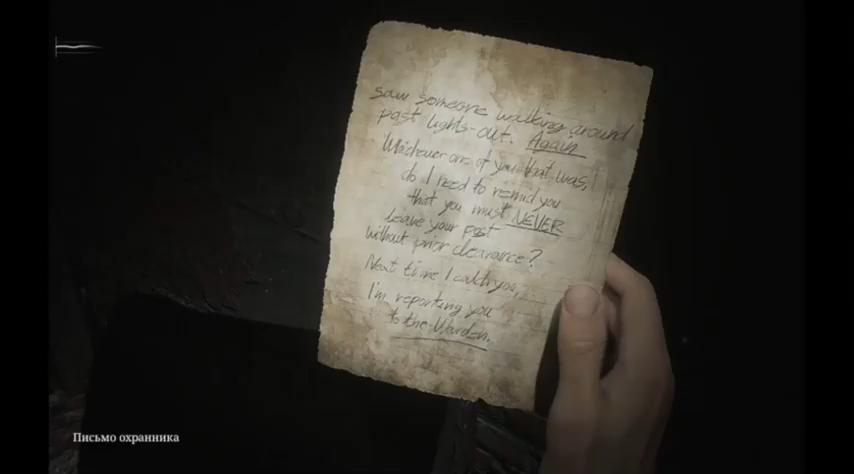 saw someone walking around
past lights-out. Again
Whichever one of you that was,
do I need to remind you
that you must NEVER
leave your post
without prior clearance?
Next time I catch you,
I'm reporting you
to the Warden.
Письмо охранника